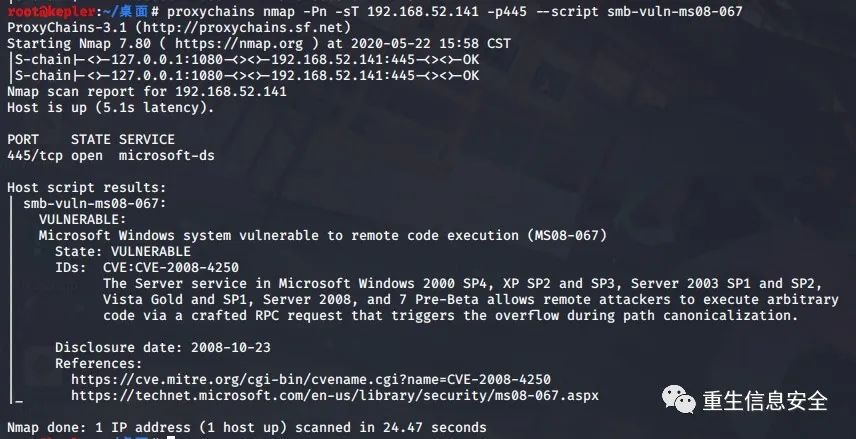 root@kepler:~/桌面# proxychains nmap -Pn -sT 192.168.52.141 -p445 --script smb-vuln-ms08-067
ProxyChains-3.1 (http://proxychains.sf.net)
Starting Nmap 7.80 ( https://nmap.org ) at 2020-05-22 15:58 CST
|S-chain|-<>-127.0.0.1:1080-<><>-192.168.52.141:445-<><>-OK
|S-chain|-<>-127.0.0.1:1080-<><>-192.168.52.141:445-<><>-OK
Nmap scan report for 192.168.52.141
Host is up (5.1s latency).
PORT    STATE SERVICE
445/tcp open  microsoft-ds
Host script results:
| smb-vuln-ms08-067:
|   VULNERABLE:
|   Microsoft Windows system vulnerable to remote code execution (MS08-067)
|     State: VULNERABLE
|     IDs:  CVE:CVE-2008-4250
|           The Server service in Microsoft Windows 2000 SP4, XP SP2 and SP3, Server 2003 SP1 and SP2,
|           Vista Gold and SP1, Server 2008, and 7 Pre-Beta allows remote attackers to execute arbitrary
|           code via a crafted RPC request that triggers the overflow during path canonicalization.
|
|     Disclosure date: 2008-10-23
|     References:
|       https://cve.mitre.org/cgi-bin/cvename.cgi?name=CVE-2008-4250
|_      https://technet.microsoft.com/en-us/library/security/ms08-067.aspx
重生信息安全
Nmap done: 1 IP address (1 host up) scanned in 24.47 seconds
root@kepler:~/桌面#